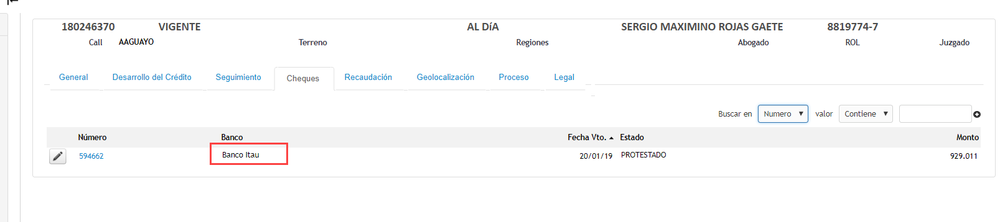 180246370 VIGENTE AL DíA SERGIO MAXIMINO ROJAS GAETE 8819774-7
Call AAGUAYO Terreno Regiones Abogado ROL Juzgado
General Desarrollo del Crédito Seguimiento Cheques Recaudación Geolocalización Proceso Legal
Buscar en Numero valor Contiene
Número Banco Fecha Vto. Estado Monto
594662 Banco Itau 20/01/19 PROTESTADO 929.011